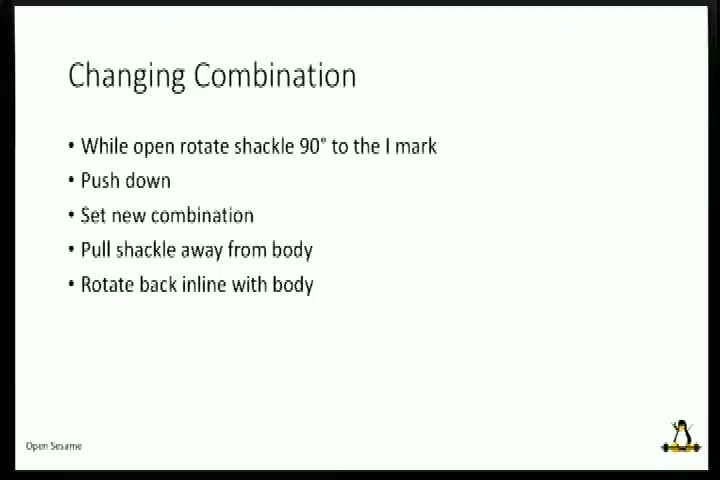 Changing Combination
• While open rotate shackle 90° to the I mark
• Push down
• Set new combination
• Pull shackle away from body
• Rotate back inline with body
Open Sesame